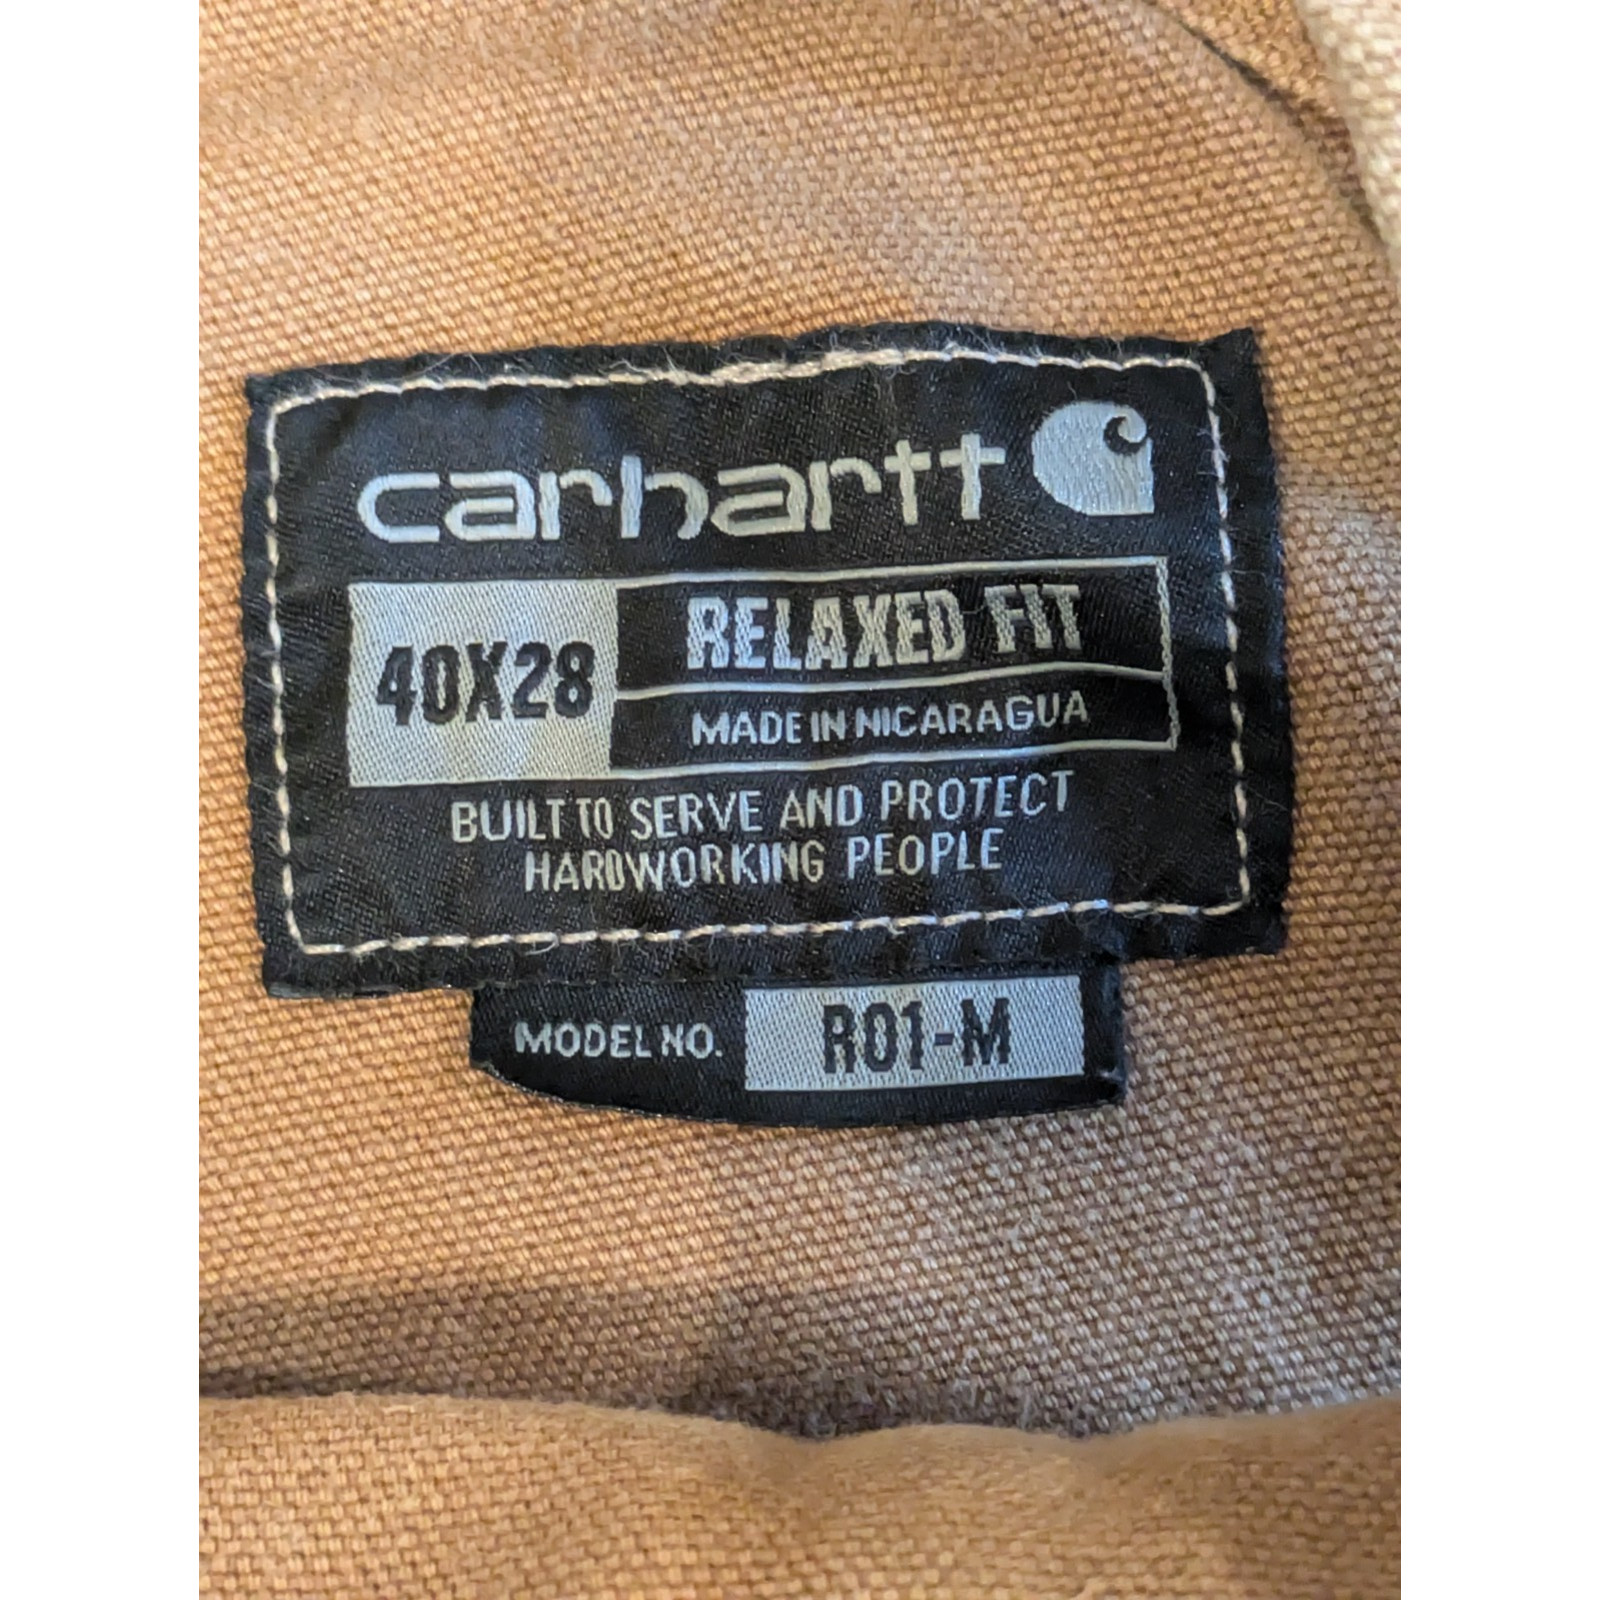 carhartt
40X28
RELAXED FIT
MADE IN NICARAGUA
BUILT TO SERVE AND PROTECT
HARDWORKING PEOPLE
MODEL NO. R01-M